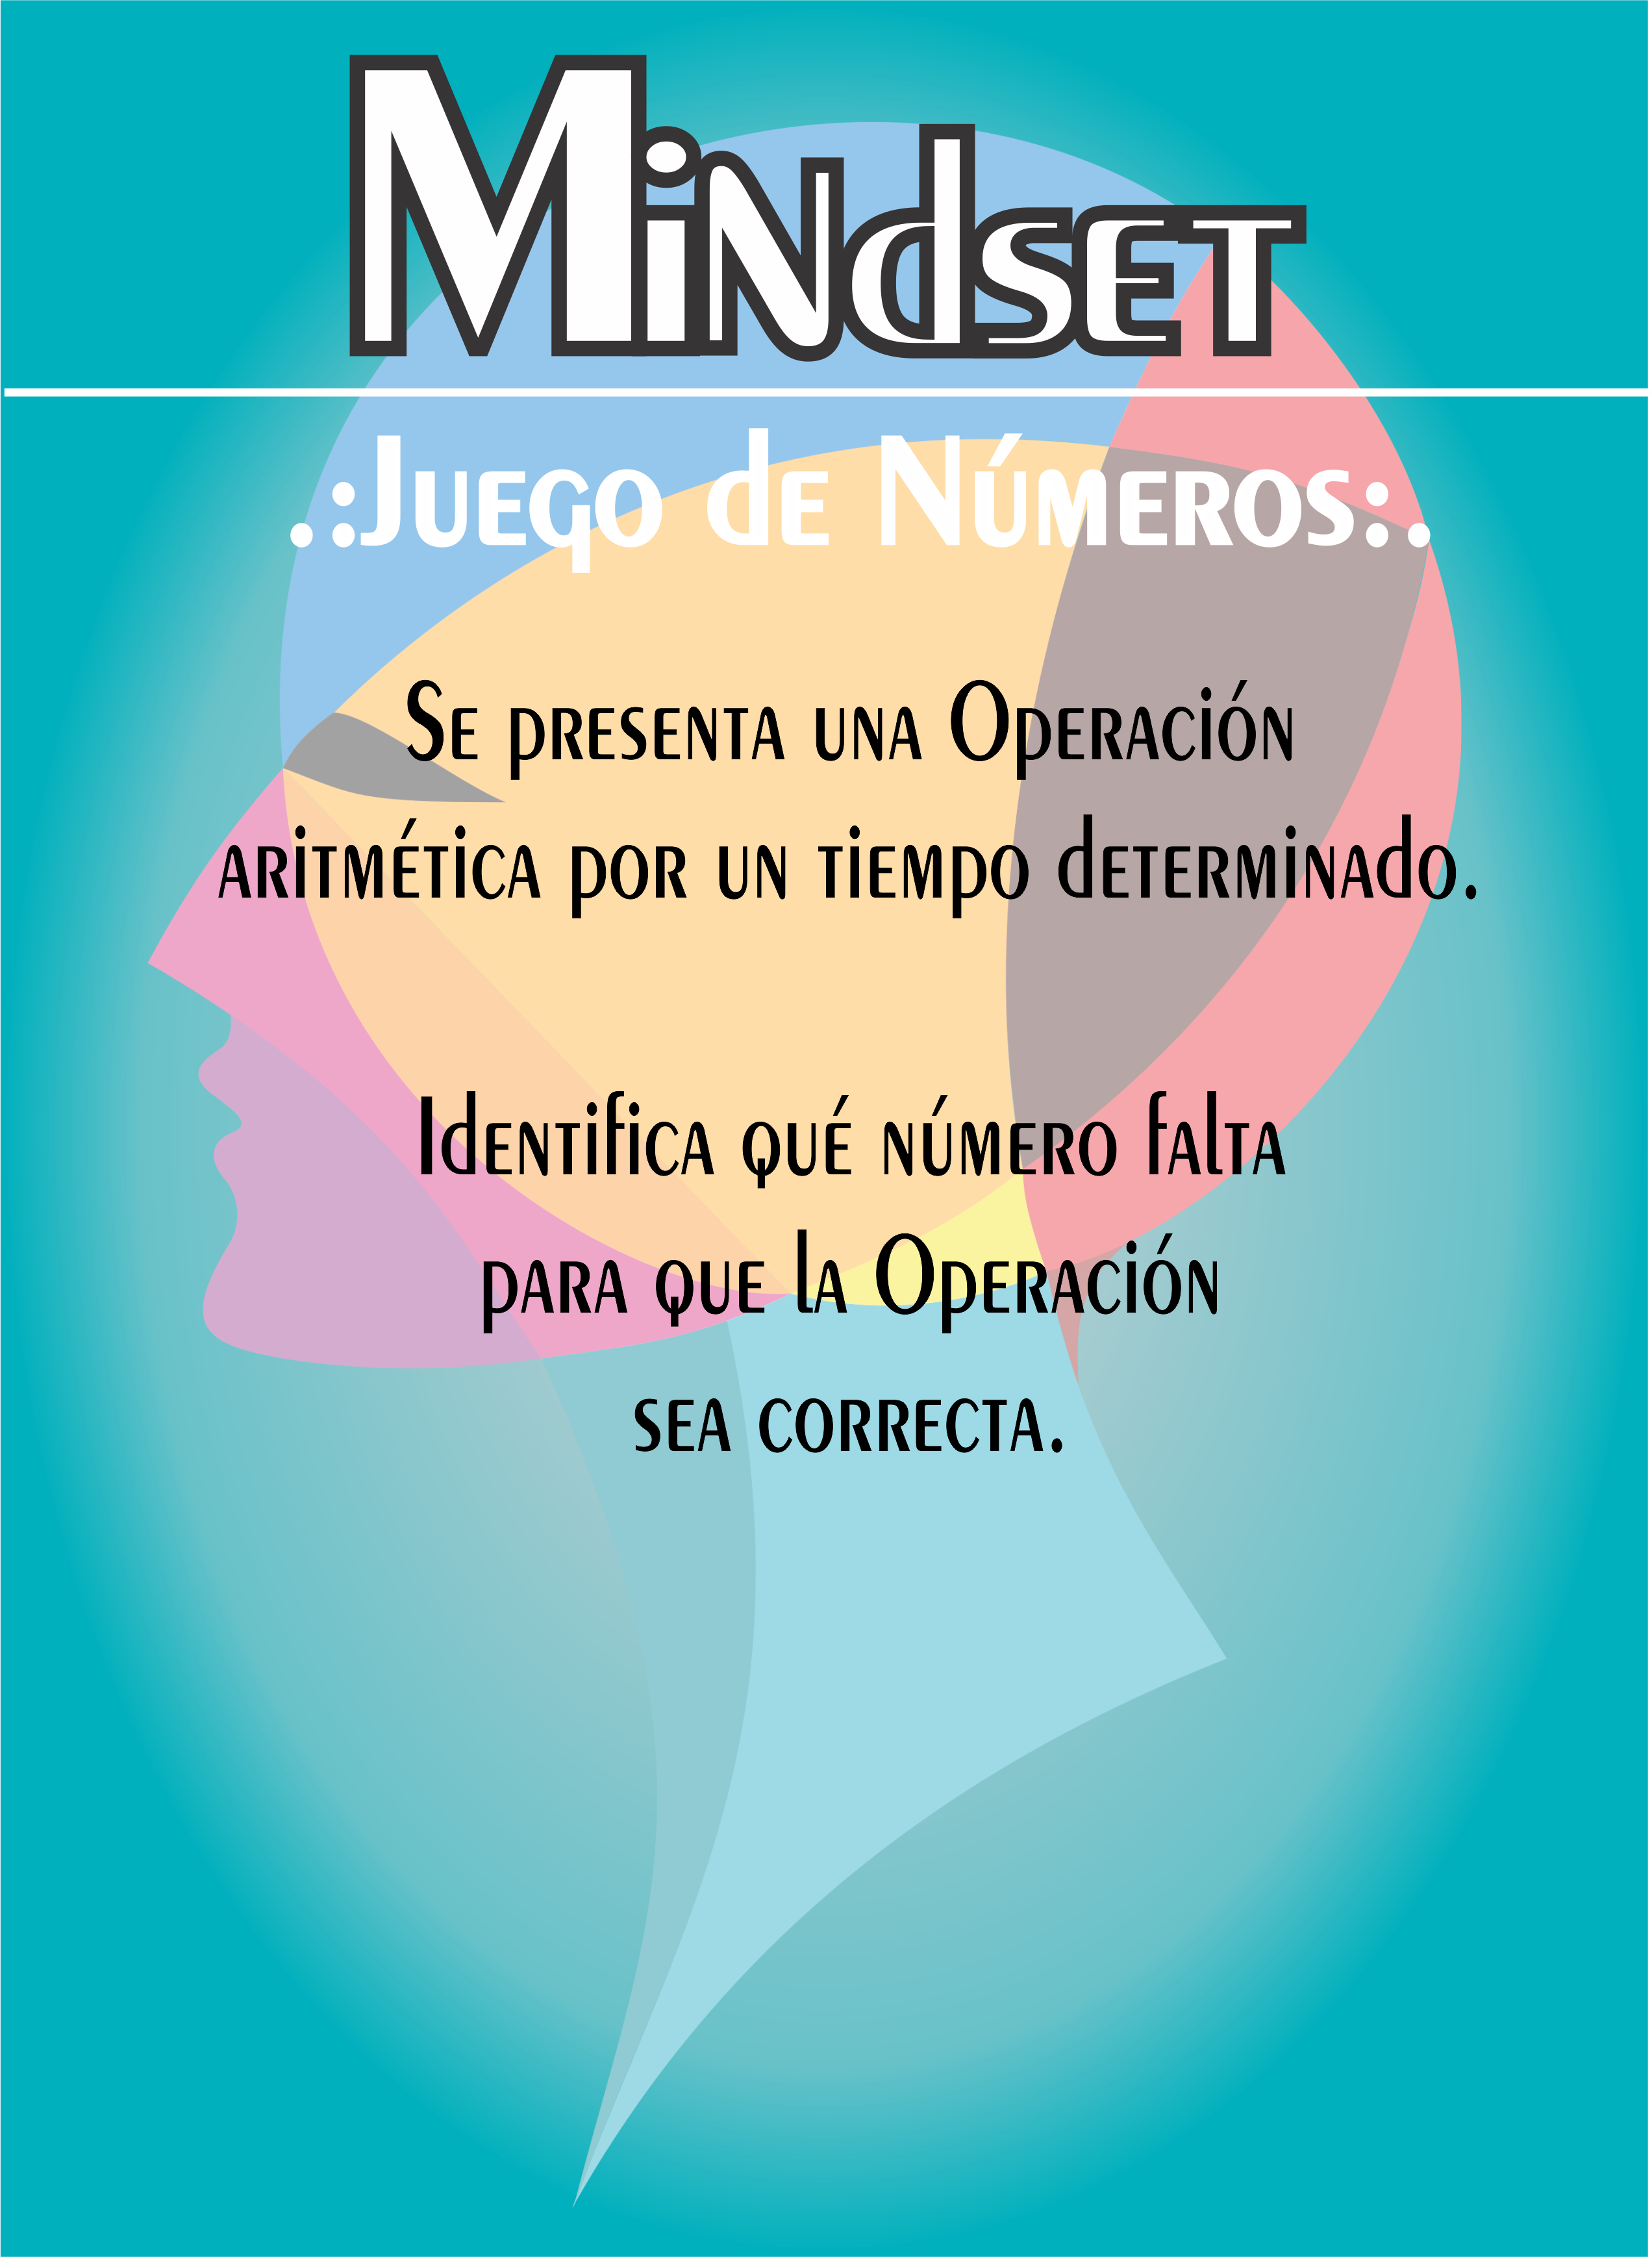 Mindset
.:Juego de Números:.
Se presenta una Operación
aritmética por un tiempo determinado.
Identifica qué número falta
para que la Operación
sea correcta.